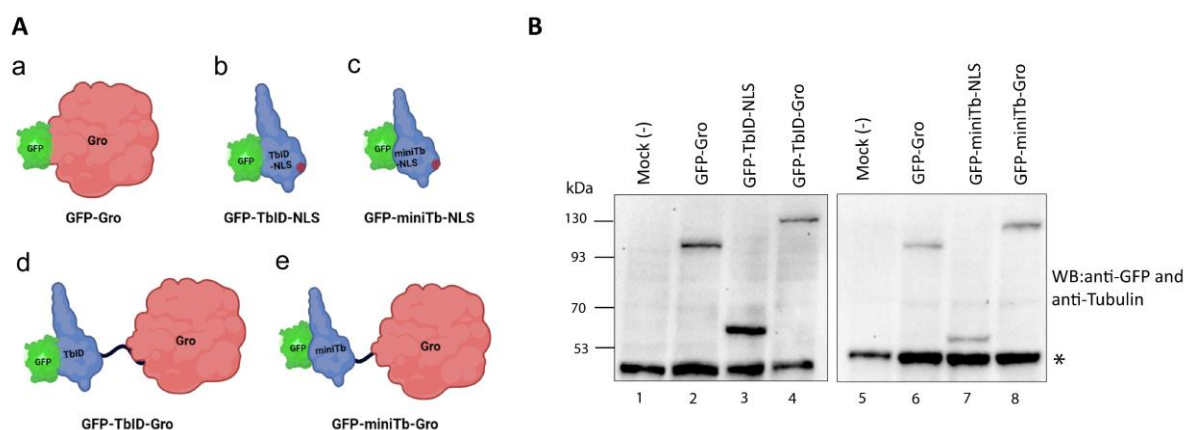 A
a
b
c
GFP
Gro
GFP
TbID
-NLS
GFP
miniTb
-NLS
GFP-Gro
GFP-TbID-NLS
GFP-miniTb-NLS
d
e
GFP
TbID
Gro
GFP
miniTb
Gro
GFP-TbID-Gro
GFP-miniTb-Gro
B
Mock (-)
GFP-Gro
GFP-TbID-NLS
GFP-TbID-Gro
Mock (-)
GFP-Gro
GFP-miniTb-NLS
GFP-miniTb-Gro
kDa
130
93
70
53
WB:anti-GFP and
anti-Tubulin
*
1 2 3 4 5 6 7 8